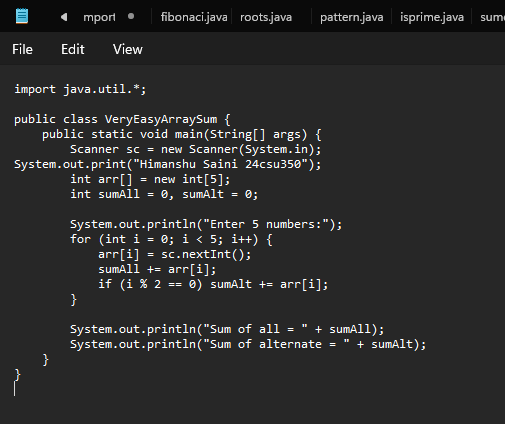 mport
fibonaci.java
roots.java
pattern.java
isprime.java
File Edit View
import java.util.*;
public class VeryEasyArraySum {
    public static void main(String[] args) {
        Scanner sc = new Scanner(System.in);
System.out.print("Himanshu Saini 24csu350");
        int arr[] = new int[5];
        int sumAll = 0, sumAlt = 0;
        System.out.println("Enter 5 numbers:");
        for (int i = 0; i < 5; i++) {
            arr[i] = sc.nextInt();
            sumAll += arr[i];
            if (i % 2 == 0) sumAlt += arr[i];
        }
        System.out.println("Sum of all = " + sumAll);
        System.out.println("Sum of alternate = " + sumAlt);
    }
}